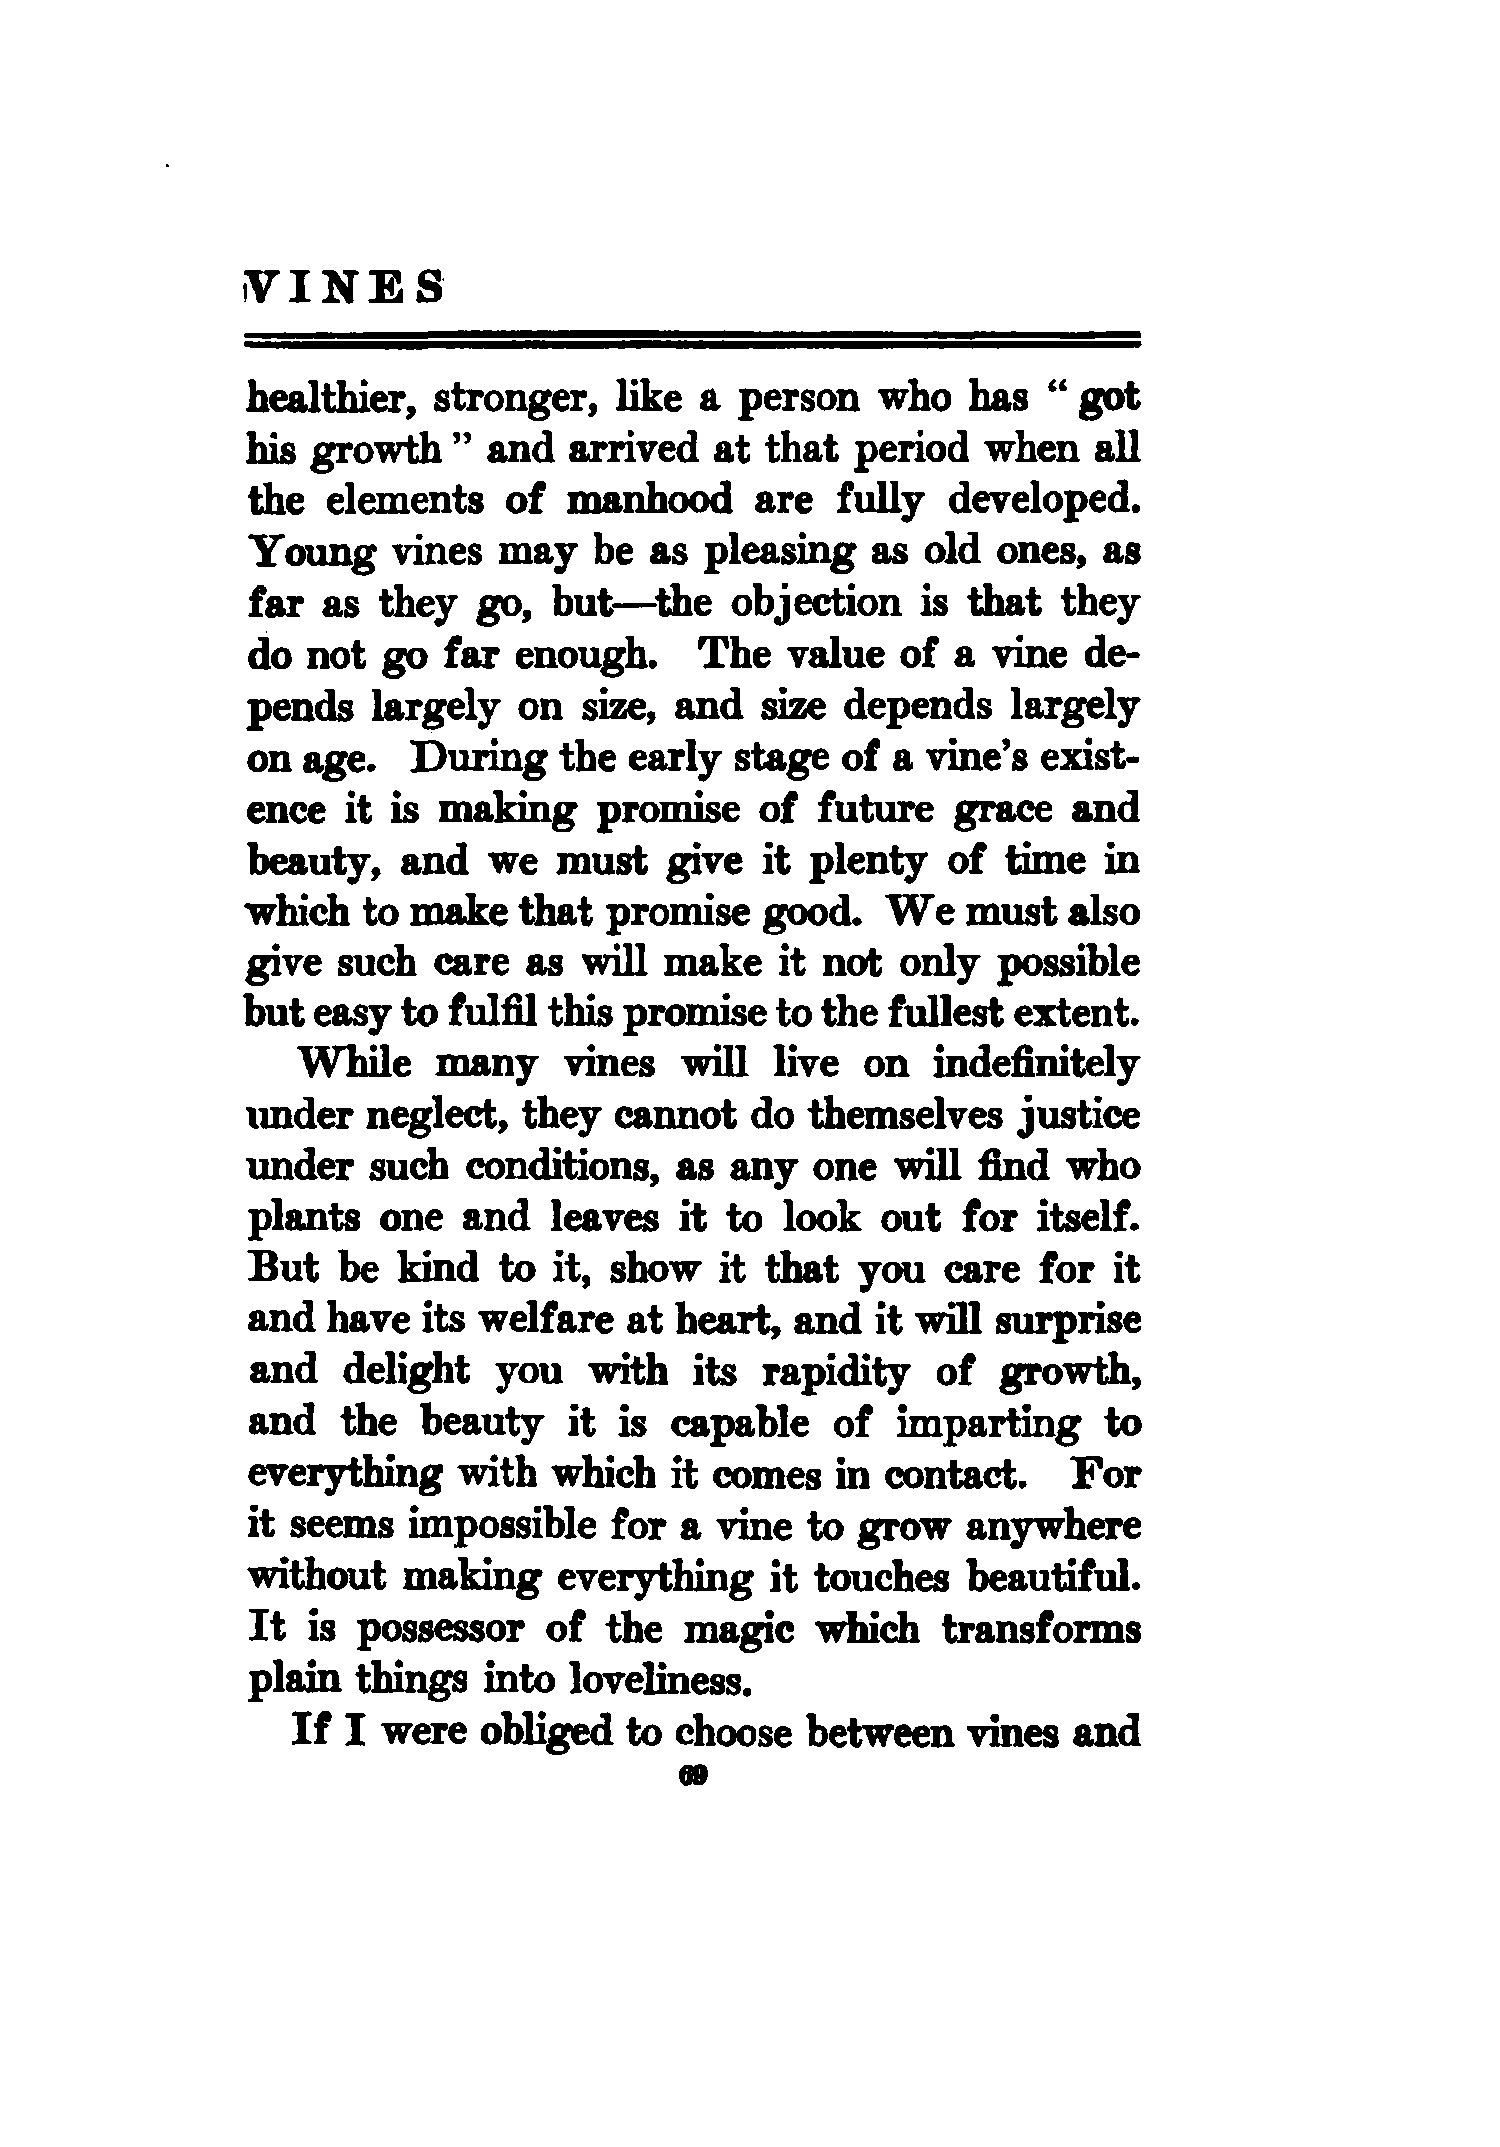 VINES
healthier, stronger, like a person who has “ got
his growth ” and arrived at that period when all
the elements of manhood are fully developed.
Young vines may be as pleasing as old ones, as
far as they go, but—the objection is that they
do not go far enough. The value of a vine de-
pends largely on size, and size depends largely
on age. During the early stage of a vine’s exist-
ence it is making promise of future grace and
beauty, and we must give it plenty of time in
which to make that promise good. We must also
give such care as will make it not only possible
but easy to fulfil this promise to the fullest extent.
While many vines will live on indefinitely
under neglect, they cannot do themselves justice
under such conditions, as any one will find who
plants one and leaves it to look out for itself.
But be kind to it, show it that you care for it
and have its welfare at heart, and it will surprise
and delight you with its rapidity of growth,
and the beauty it is capable of imparting to
everything with which it comes in contact. For
it seems impossible for a vine to grow anywhere
without making everything it touches beautiful.
It is possessor of the magic which transforms
plain things into loveliness.
If I were obliged to choose between vines and
69